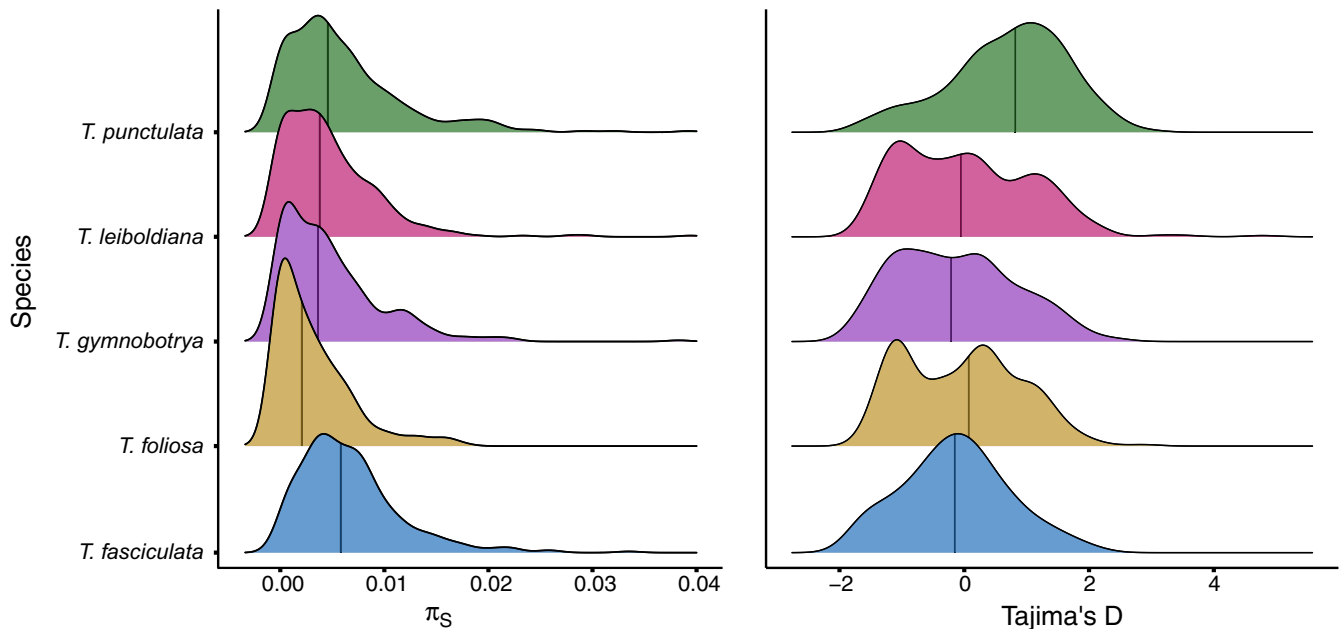 Species
T. punctulata
T. leiboldiana
T. gymnobotrya
T. foliosa
T. fasciculata
0.00 0.01 0.02 0.03 0.04
πS
−2 0 2 4
Tajima's D